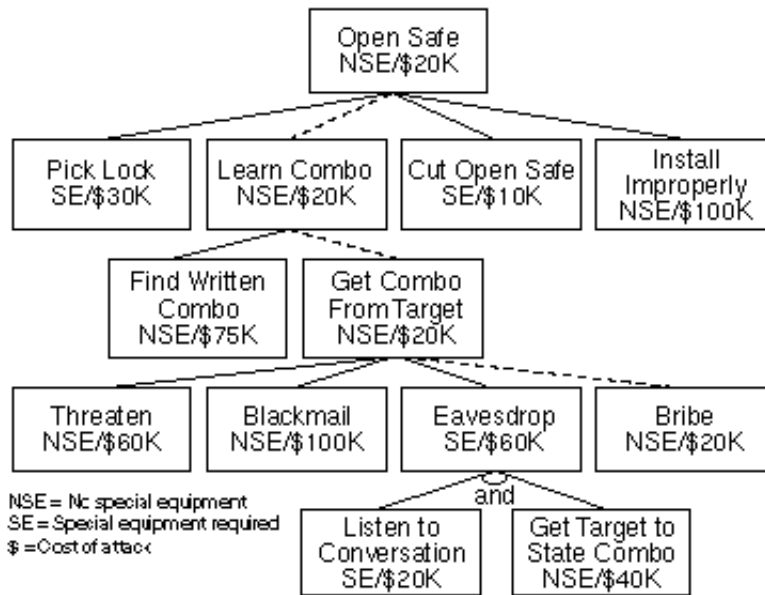 Open Safe
NSE/$20K
Pick Lock
SE/$30K
Learn Combo
NSE/$20K
Cut Open Safe
SE/$10K
Install
Improperly
NSE/$100K
Find Written
Combo
NSE/$75K
Get Combo
From Target
NSE/$20K
Threaten
NSE/$60K
Blackmail
NSE/$100K
Eavesdrop
SE/$60K
Bribe
NSE/$20K
and
Listen to
Conversation
SE/$20K
Get Target to
State Combo
NSE/$40K
NSE = No special equipment
SE = Special equipment required
$ = Cost of attack